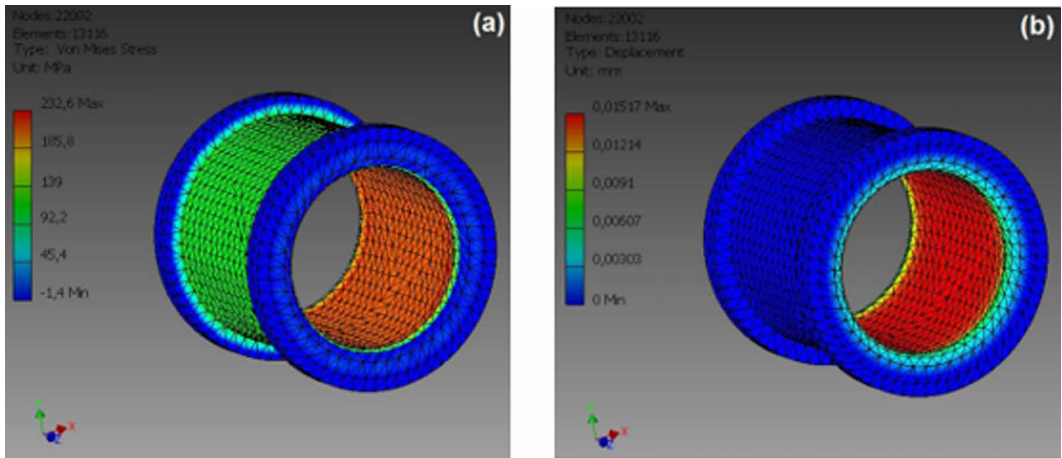 Nodes:22002
Elements:13116
Type: Von Mises Stress
Unit: MPa
(a)
232,6 Max
185,8
139
92,2
45,4
-1,4 Min
Y
X
Z
Nodes:22002
Elements:13116
Type: Displacement
Unit: mm
(b)
0,01517 Max
0,01214
0,0091
0,00607
0,00303
0 Min
Y
X
Z